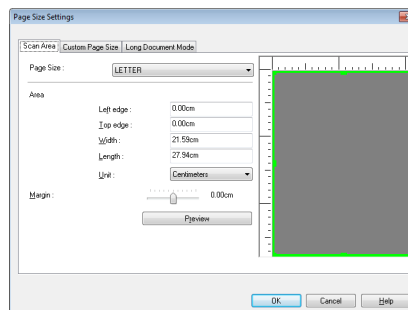 Page Size Settings
Scan Area Custom Page Size Long Document Mode
Page Size : LETTER
Area
Left edge : 0.00cm
Top edge : 0.00cm
Width : 21.59cm
Length : 27.94cm
Unit : Centimeters
Margin : 0.00cm
Preview
OK Cancel Help